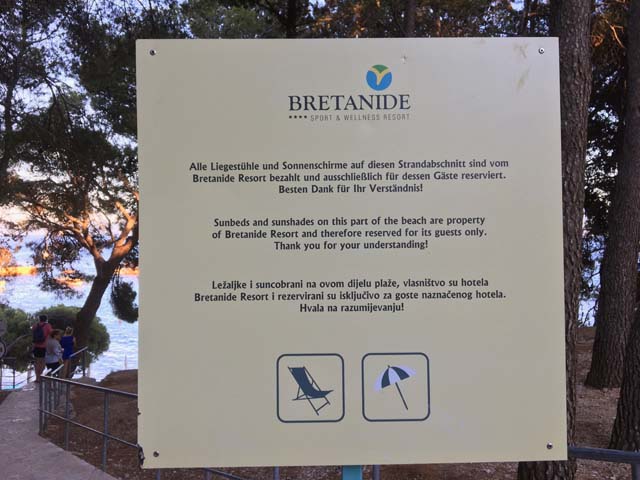 BRETANIDE
**** SPORT & WELLNESS RESORT
Alle Liegestühle und Sonnenschirme auf diesen Strandabschnitt sind vom
Bretanide Resort bezahlt und ausschließlich für dessen Gäste reserviert.
Besten Dank für Ihr Verständnis!
Sunbeds and sunshades on this part of the beach are property
of Bretanide Resort and therefore reserved for its guests only.
Thank you for your understanding!
Ležaljke i suncobrani na ovom dijelu plaže, vlasništvo su hotela
Bretanide Resort i rezervirani su isključivo za goste naznačenog hotela.
Hvala na razumijevanju!